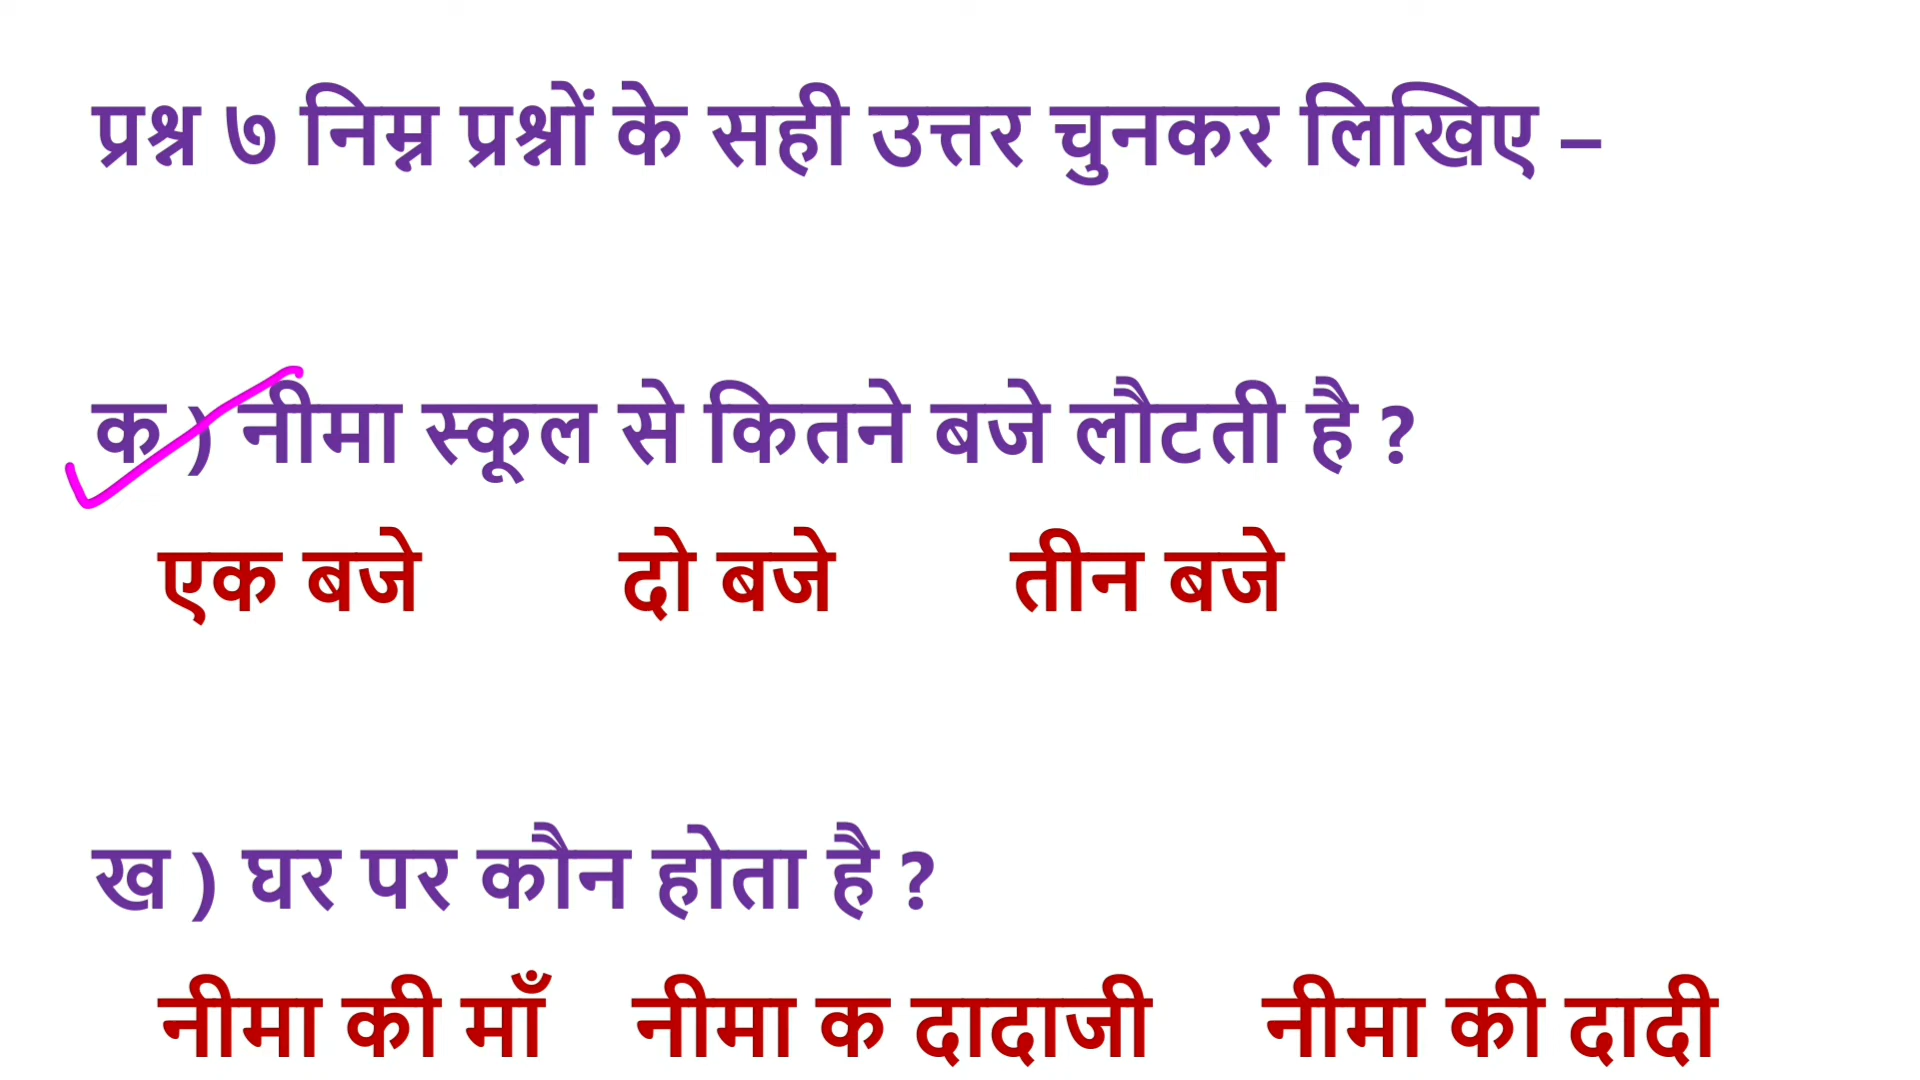 प्रश्न ७ निम्न प्रश्नों के सही उत्तर चुनकर लिखिए –
क ) नीमा स्कूल से कितने बजे लौटती है ?
एक बजे दो बजे तीन बजे
ख ) घर पर कौन होता है ?
नीमा की माँ नीमा क दादाजी नीमा की दादी